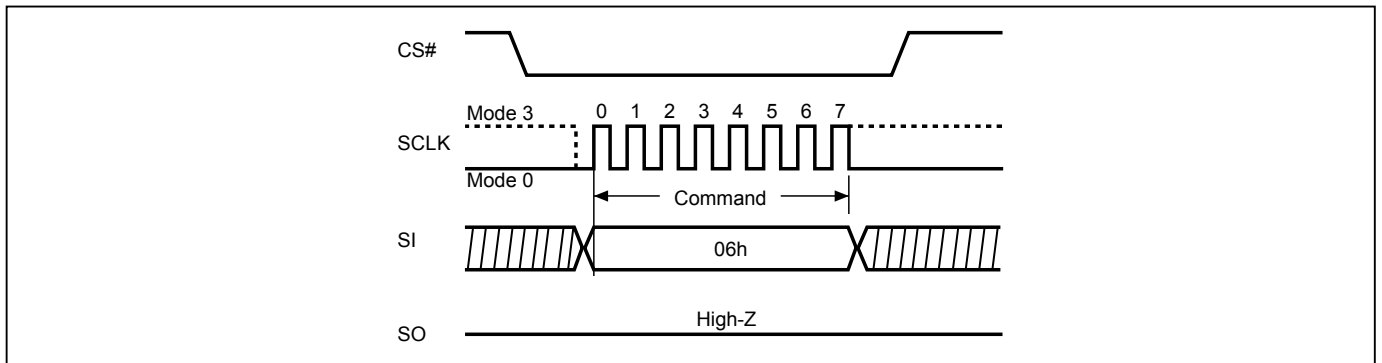 CS#
Mode 3 0 1 2 3 4 5 6 7
SCLK
Mode 0
Command
SI
06h
High-Z
SO